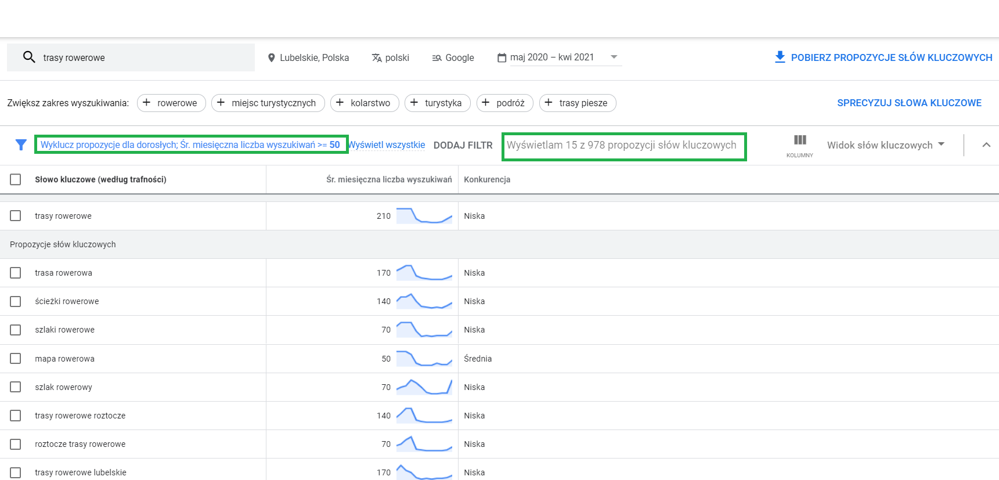 trasy rowerowe Lubelskie, Polska polski Google maj 2020 – kwi 2021 POBIERZ PROPOZYCJE SŁÓW KLUCZOWYCH
Zwiększ zakres wyszukiwania: + rowerowe + miejsc turystycznych + kolarstwo + turystyka + podróż + trasy piesze SPRECYZUJ SŁOWA KLUCZOWE
Wyklucz propozycje dla dorosłych; Śr. miesięczna liczba wyszukiwań >= 50 Wyświetl wszystkie DODAJ FILTR Wyświetlam 15 z 978 propozycji słów kluczowych KOLUMNY Widok słów kluczowych
Słowo kluczowe (według trafności) Śr. miesięczna liczba wyszukiwań Konkurencja
trasy rowerowe 210 Niska
Propozycje słów kluczowych
trasa rowerowa 170 Niska
ścieżki rowerowe 140 Niska
szlaki rowerowe 70 Niska
mapa rowerowa 50 Średnia
szlak rowerowy 70 Niska
trasy rowerowe roztocze 140 Niska
roztocze trasy rowerowe 70 Niska
trasy rowerowe lubelskie 170 Niska